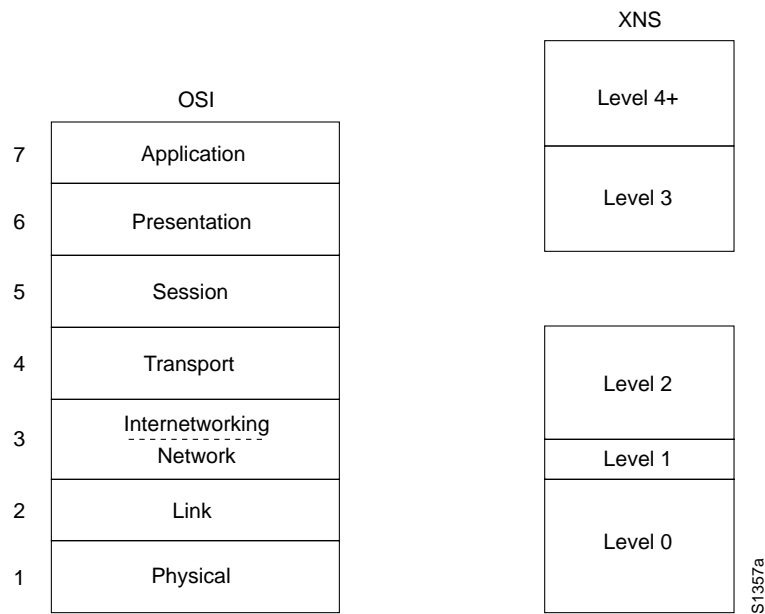 OSI
7
Application
6
Presentation
5
Session
4
Transport
3
Internetworking
Network
2
Link
1
Physical
XNS
Level 4+
Level 3
Level 2
Level 1
Level 0
S1357a